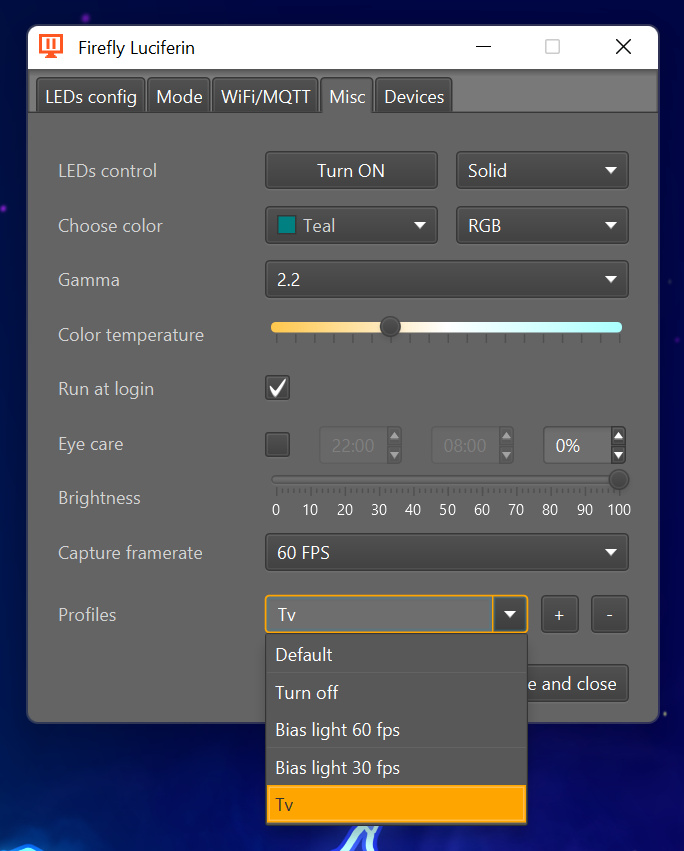 Firefly Luciferin
LEDs config Mode WiFi/MQTT Misc Devices
LEDs control Turn ON Solid
Choose color Teal RGB
Gamma 2.2
Color temperature
Run at login
Eye care 22:00 08:00 0%
Brightness
0 10 20 30 40 50 60 70 80 90 100
Capture framerate 60 FPS
Profiles Tv + -
Default
e and close
Turn off
Bias light 60 fps
Bias light 30 fps
Tv